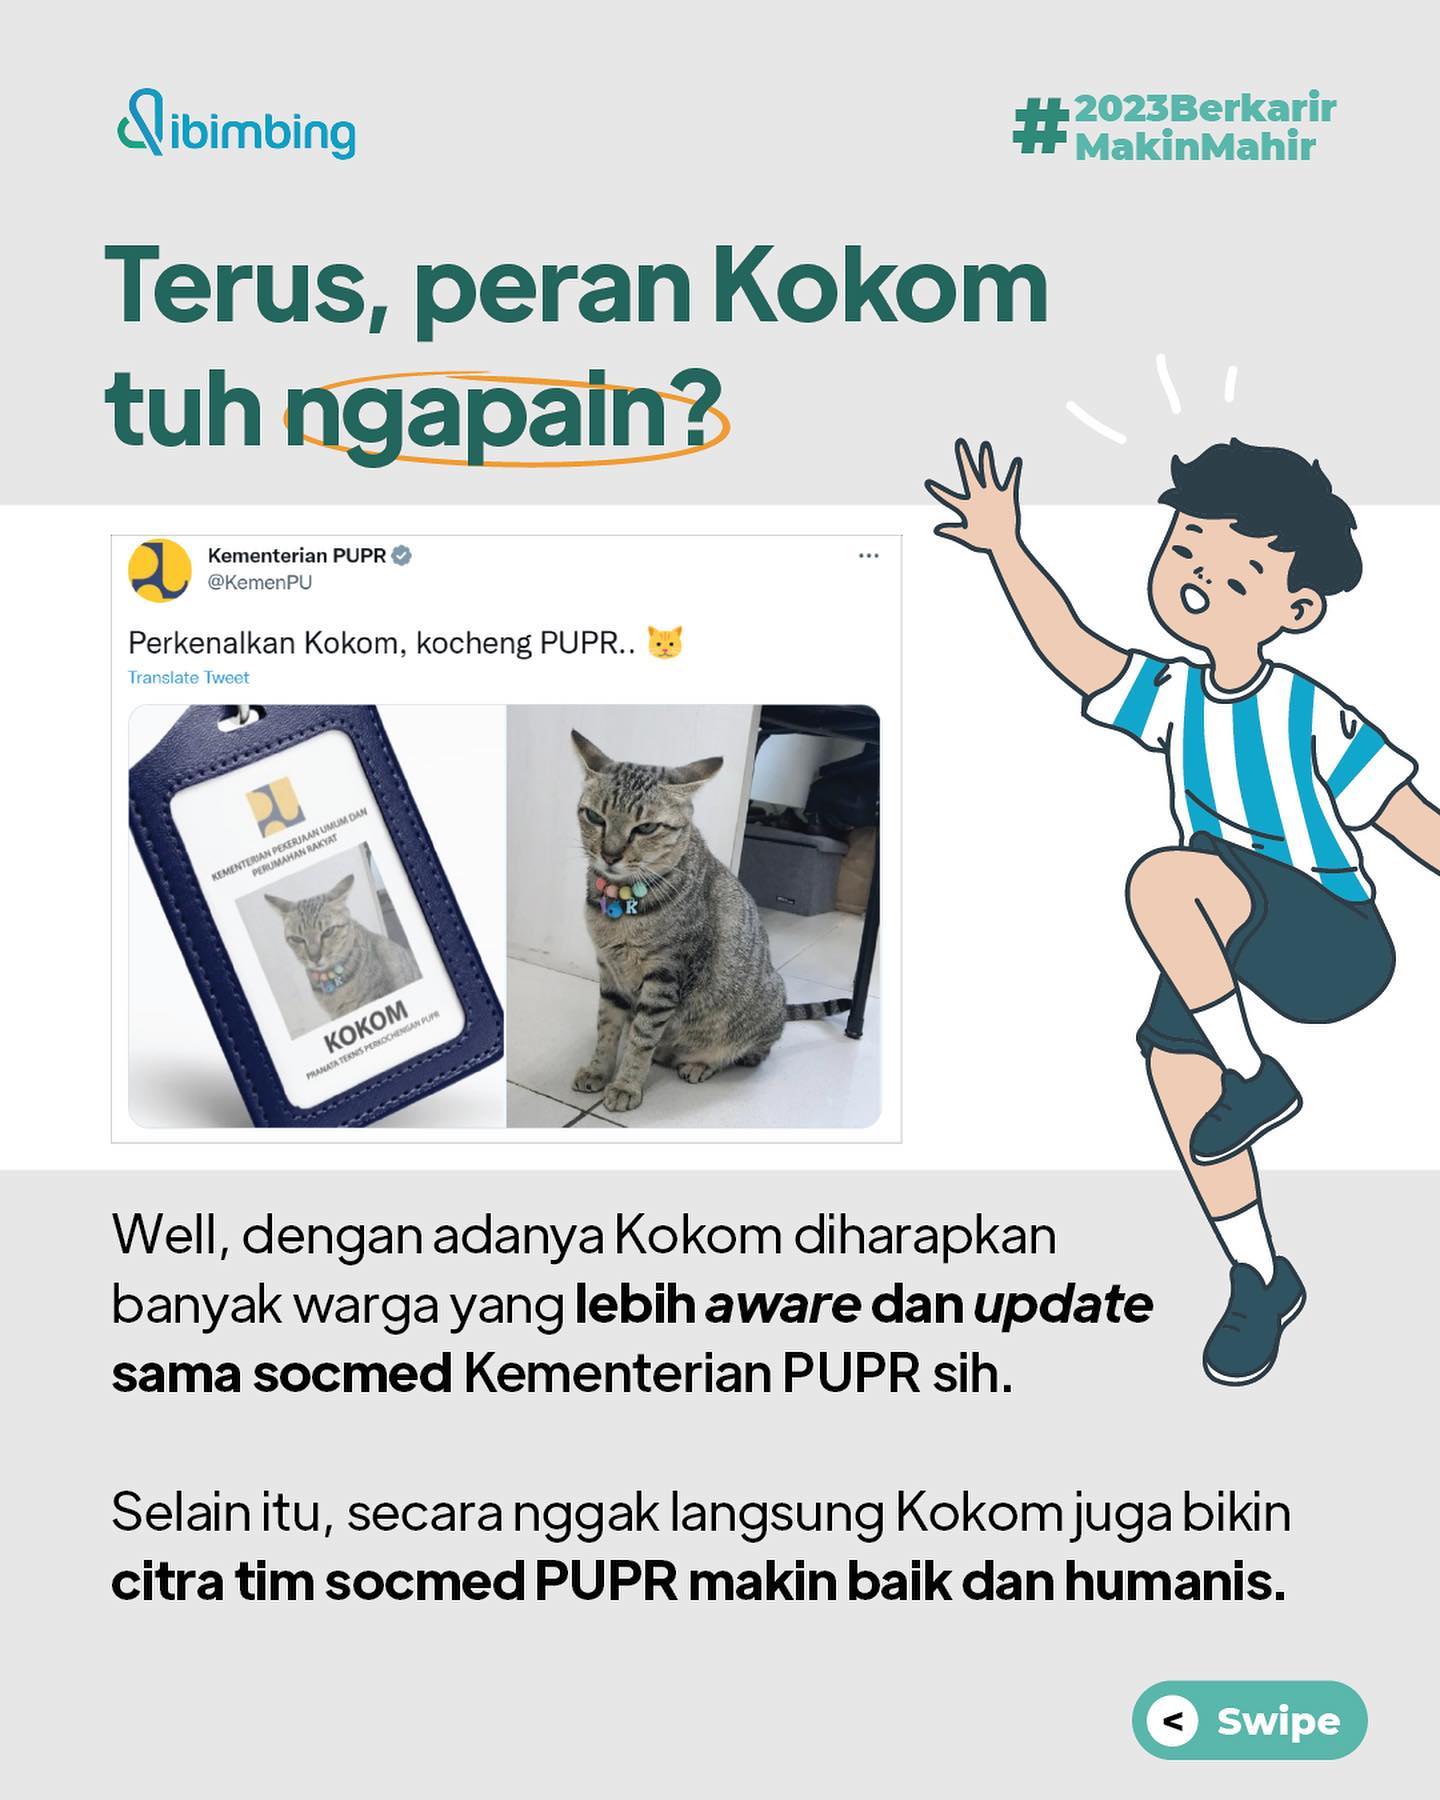 ibimbing
#2023Berkarir
MakinMahir
Terus, peran Kokom
tuh ngapain?
Kementerian PUPR
@KemenPU
Perkenalkan Kokom, kocheng PUPR.. 🐱
Translate Tweet
KEMENTERIAN PEKERJAAN UMUM DAN
PERUMAHAN RAKYAT
KOKOM
PRANATA TEKNIS PERKOCHENGAN PUPR
K
Well, dengan adanya Kokom diharapkan
banyak warga yang lebih aware dan update
sama socmed Kementerian PUPR sih.
Selain itu, secara nggak langsung Kokom juga bikin
citra tim socmed PUPR makin baik dan humanis.
< Swipe